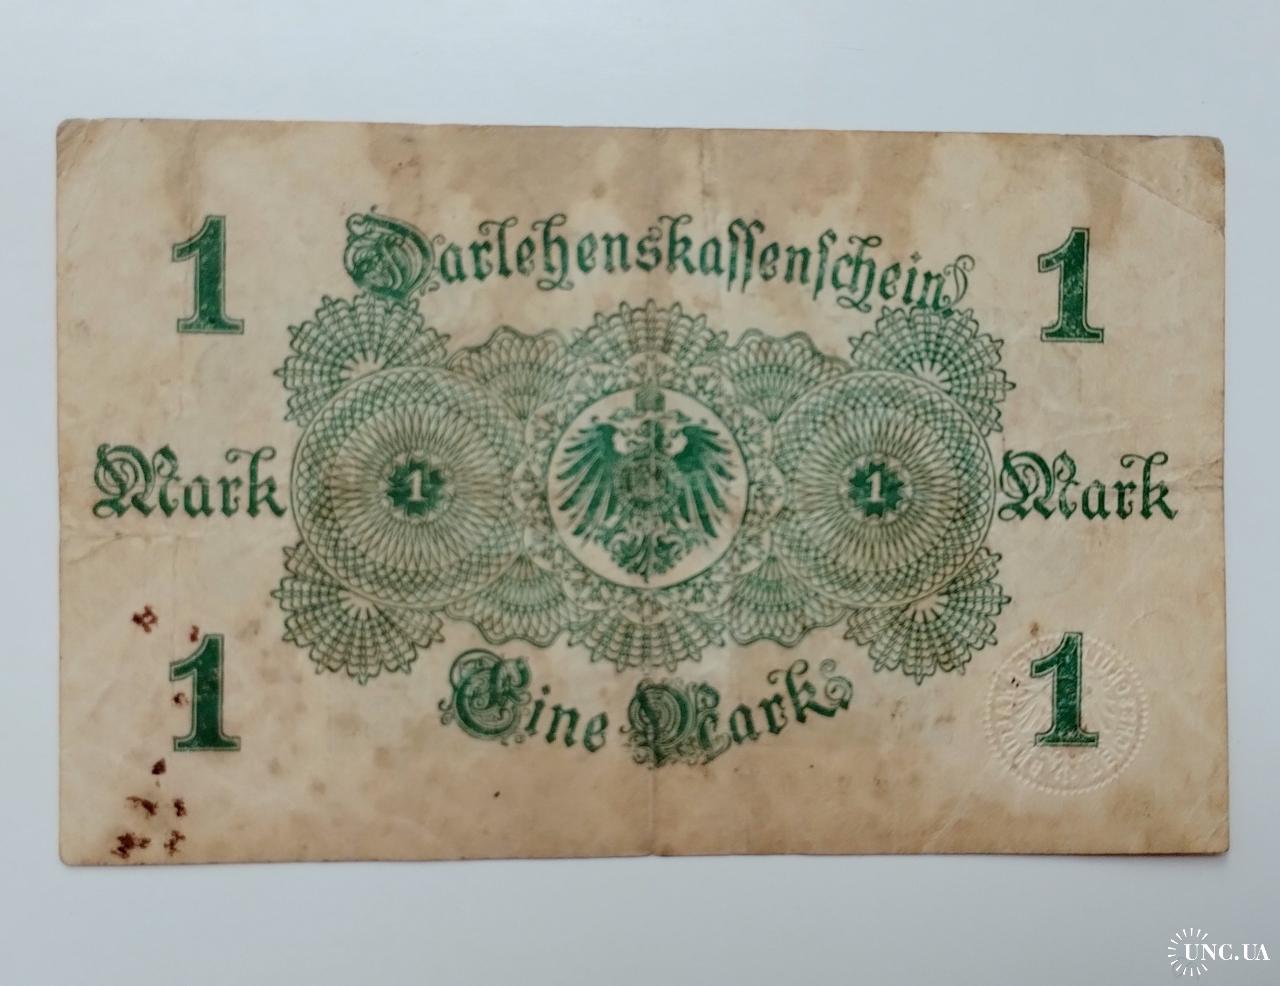 Darlehenskassenschein
1 1
Mark 1 1 Mark
1 1
Eine Mark
UNC.UA